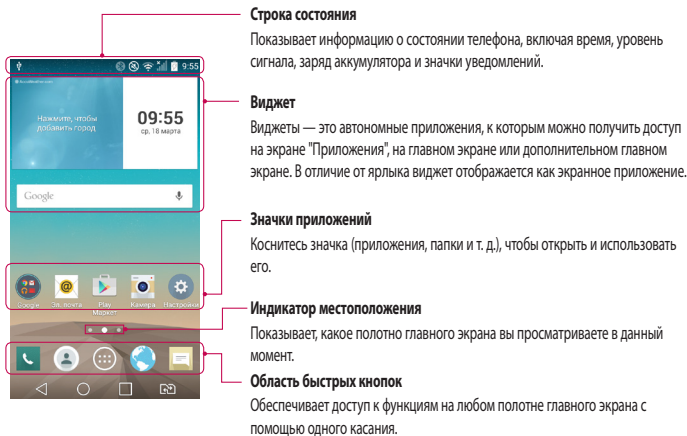 Строка состояния
Показывает информацию о состоянии телефона, включая время, уровень
сигнала, заряд аккумулятора и значки уведомлений.
9:55
AccuWeather.com
Нажмите, чтобы
добавить город
09:55
ср, 18 марта
Google
Виджет
Виджеты — это автономные приложения, к которым можно получить доступ
на экране "Приложения", на главном экране или дополнительном главном
экране. В отличие от ярлыка виджет отображается как экранное приложение.
Значки приложений
Коснитесь значка (приложения, папки и т. д.), чтобы открыть и использовать
его.
Google
Эл. почта
Play
Маркет
Камера
Настройки
Индикатор местоположения
Показывает, какое полотно главного экрана вы просматриваете в данный
момент.
Область быстрых кнопок
Обеспечивает доступ к функциям на любом полотне главного экрана с
помощью одного касания.